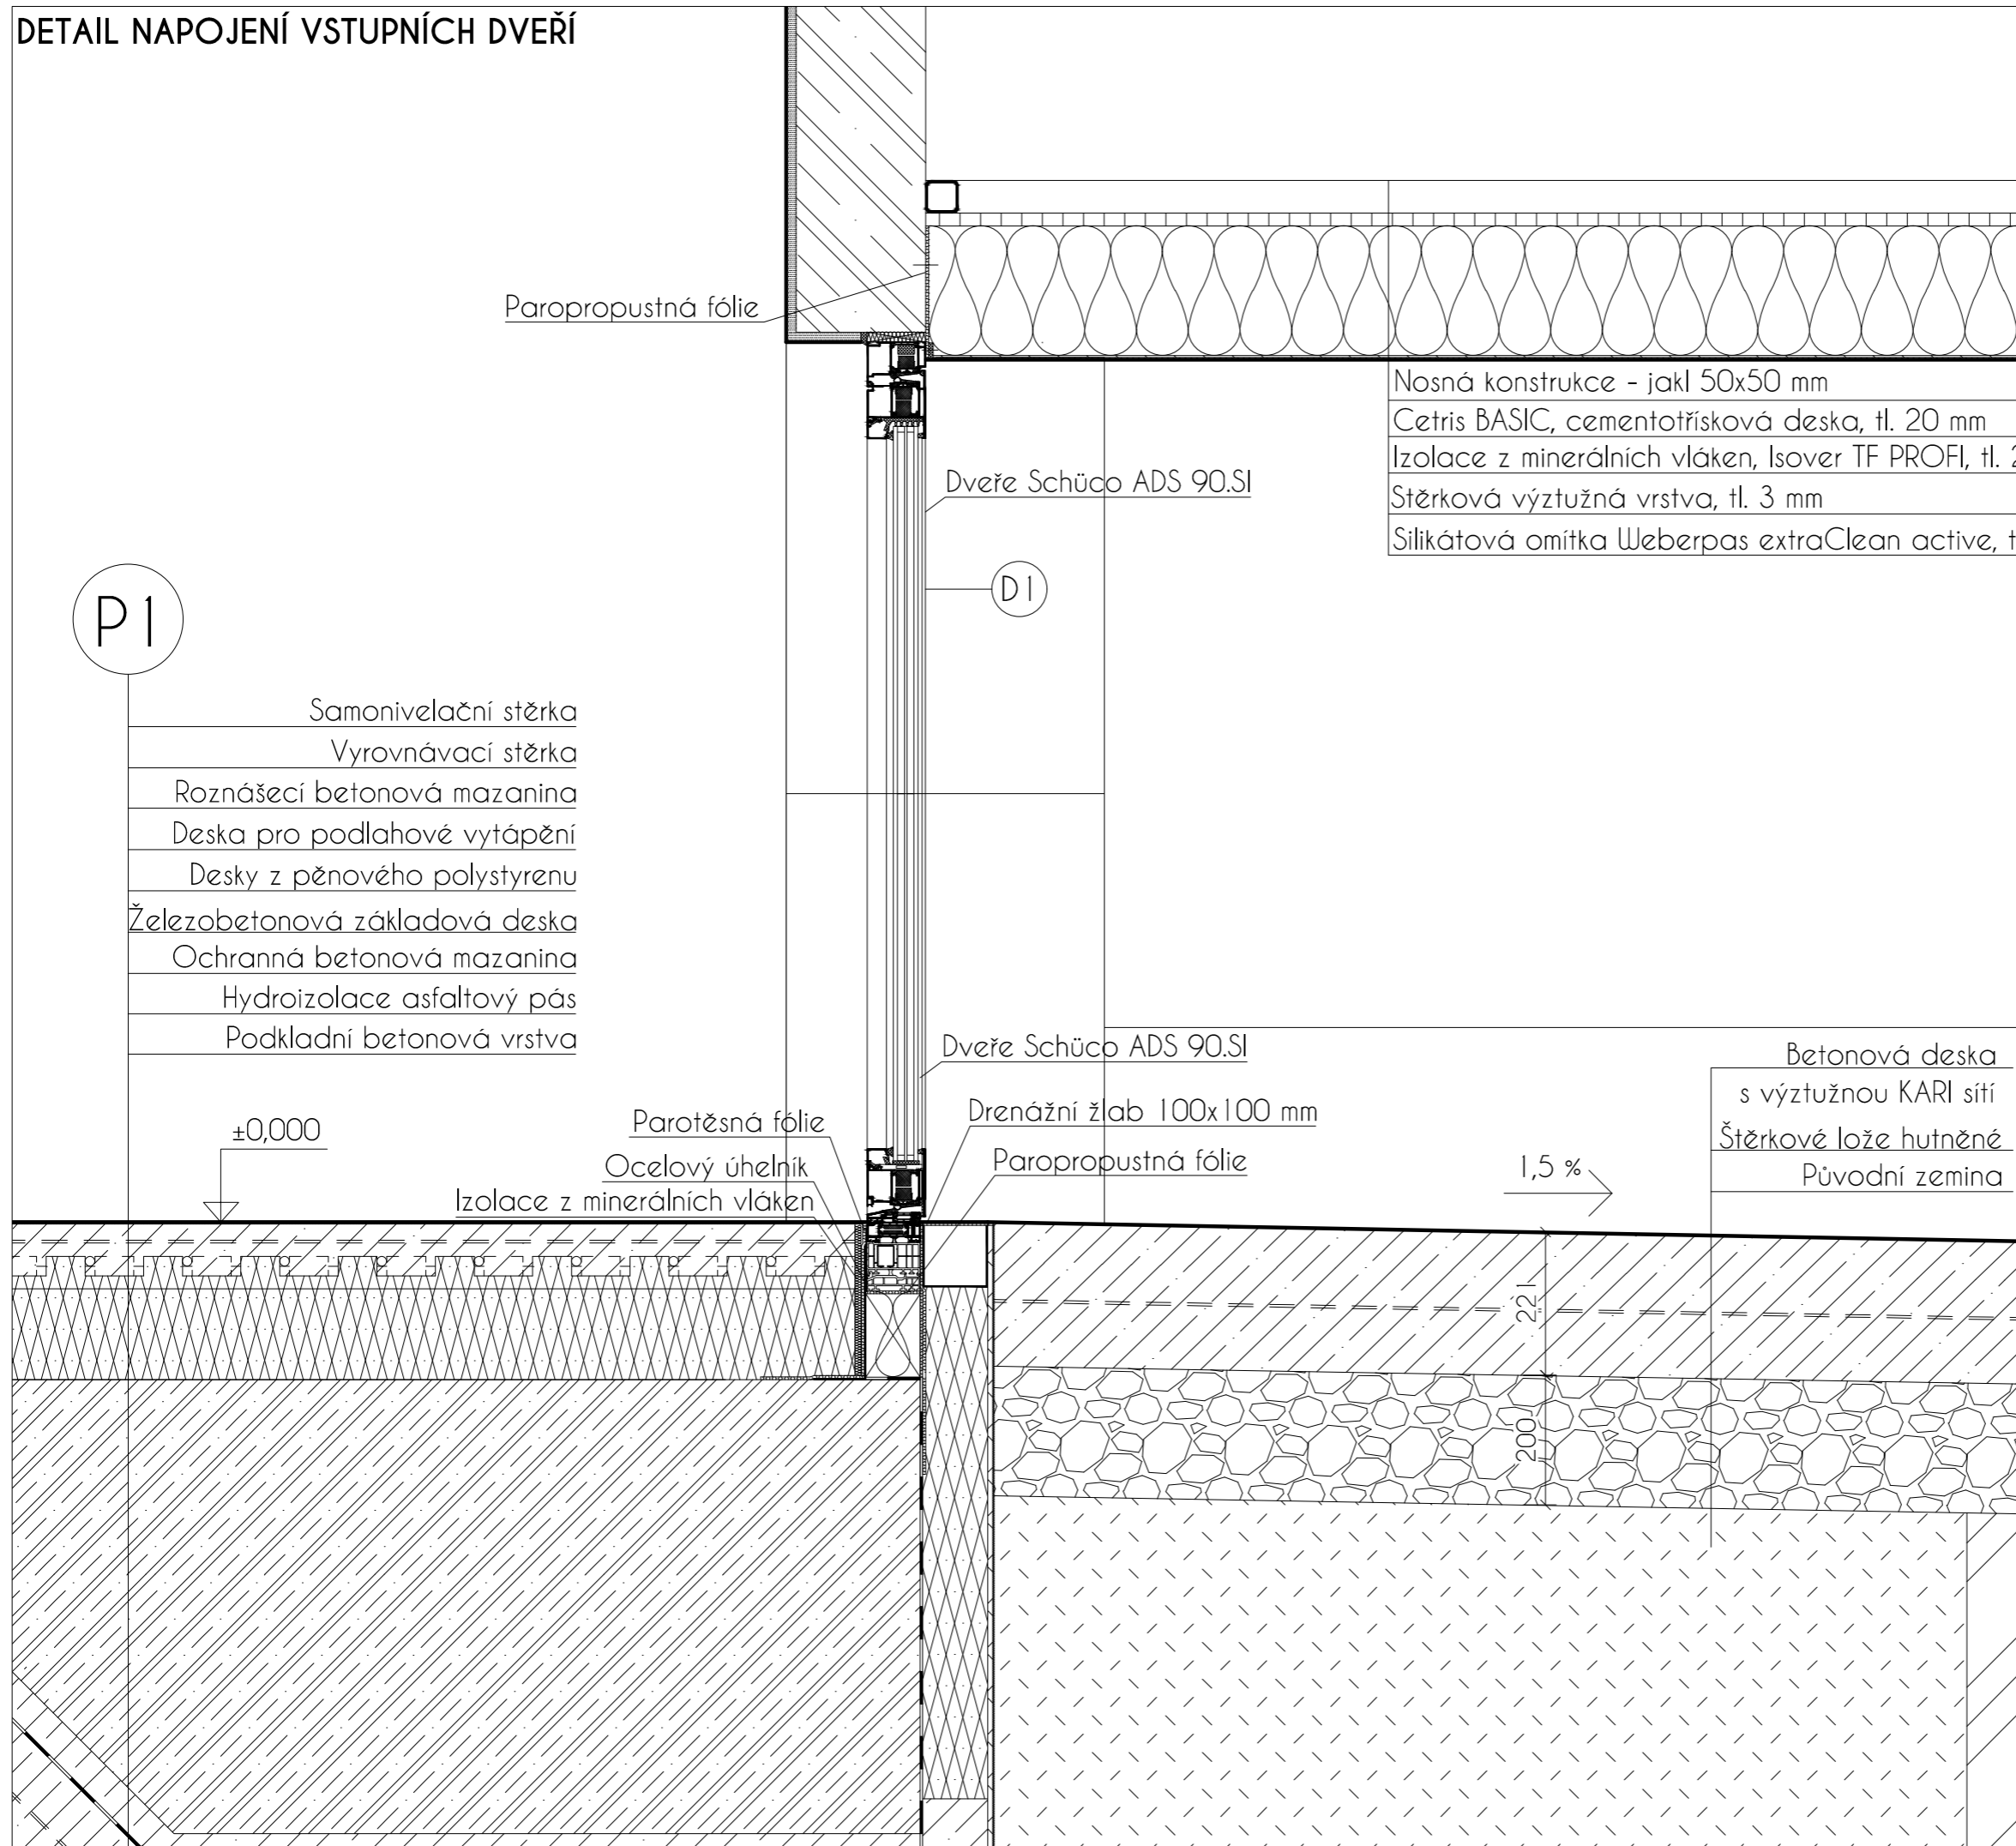 DETAIL NAPOJENÍ VSTUPNÍCH DVEŘÍ
Paropropustná fólie
Nosná konstrukce - jakl 50x50 mm
Cetris BASIC, cementotřísková deska, tl. 20 mm
Izolace z minerálních vláken, Isover TF PROFI, tl.
Stěrková výztužná vrstva, tl. 3 mm
Silikátová omítka Weberpas extraClean active,
Dveře Schüco ADS 90.SI
D1
P1
Samonivelační stěrka
Vyrovnávací stěrka
Roznášecí betonová mazanina
Deska pro podlahové vytápění
Desky z pěnového polystyrenu
Železobetonová základová deska
Ochranná betonová mazanina
Hydroizolace asfaltový pás
Podkladní betonová vrstva
±0,000
Dveře Schüco ADS 90.SI
Parotěsná fólie
Drenážní žlab 100x100 mm
Ocelový úhelník
Paropropustná fólie
Izolace z minerálních vláken
1,5 %
Betonová deska
s výztužnou KARI sítí
Štěrkové lože hutněné
Původní zemina
221
200